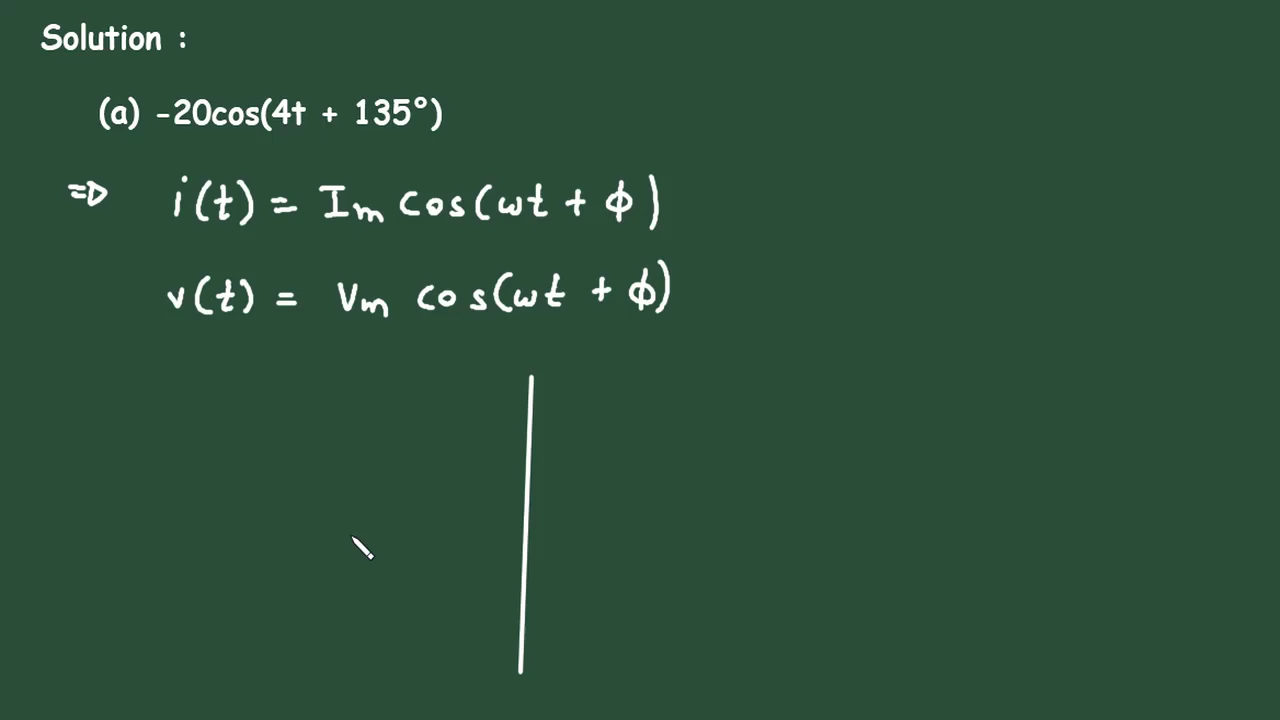 Solution :
(a) -20cos(4t + 135°)
⇒ i(t) = Im cos(ωt + ϕ)
v(t) = Vm cos(ωt + ϕ)